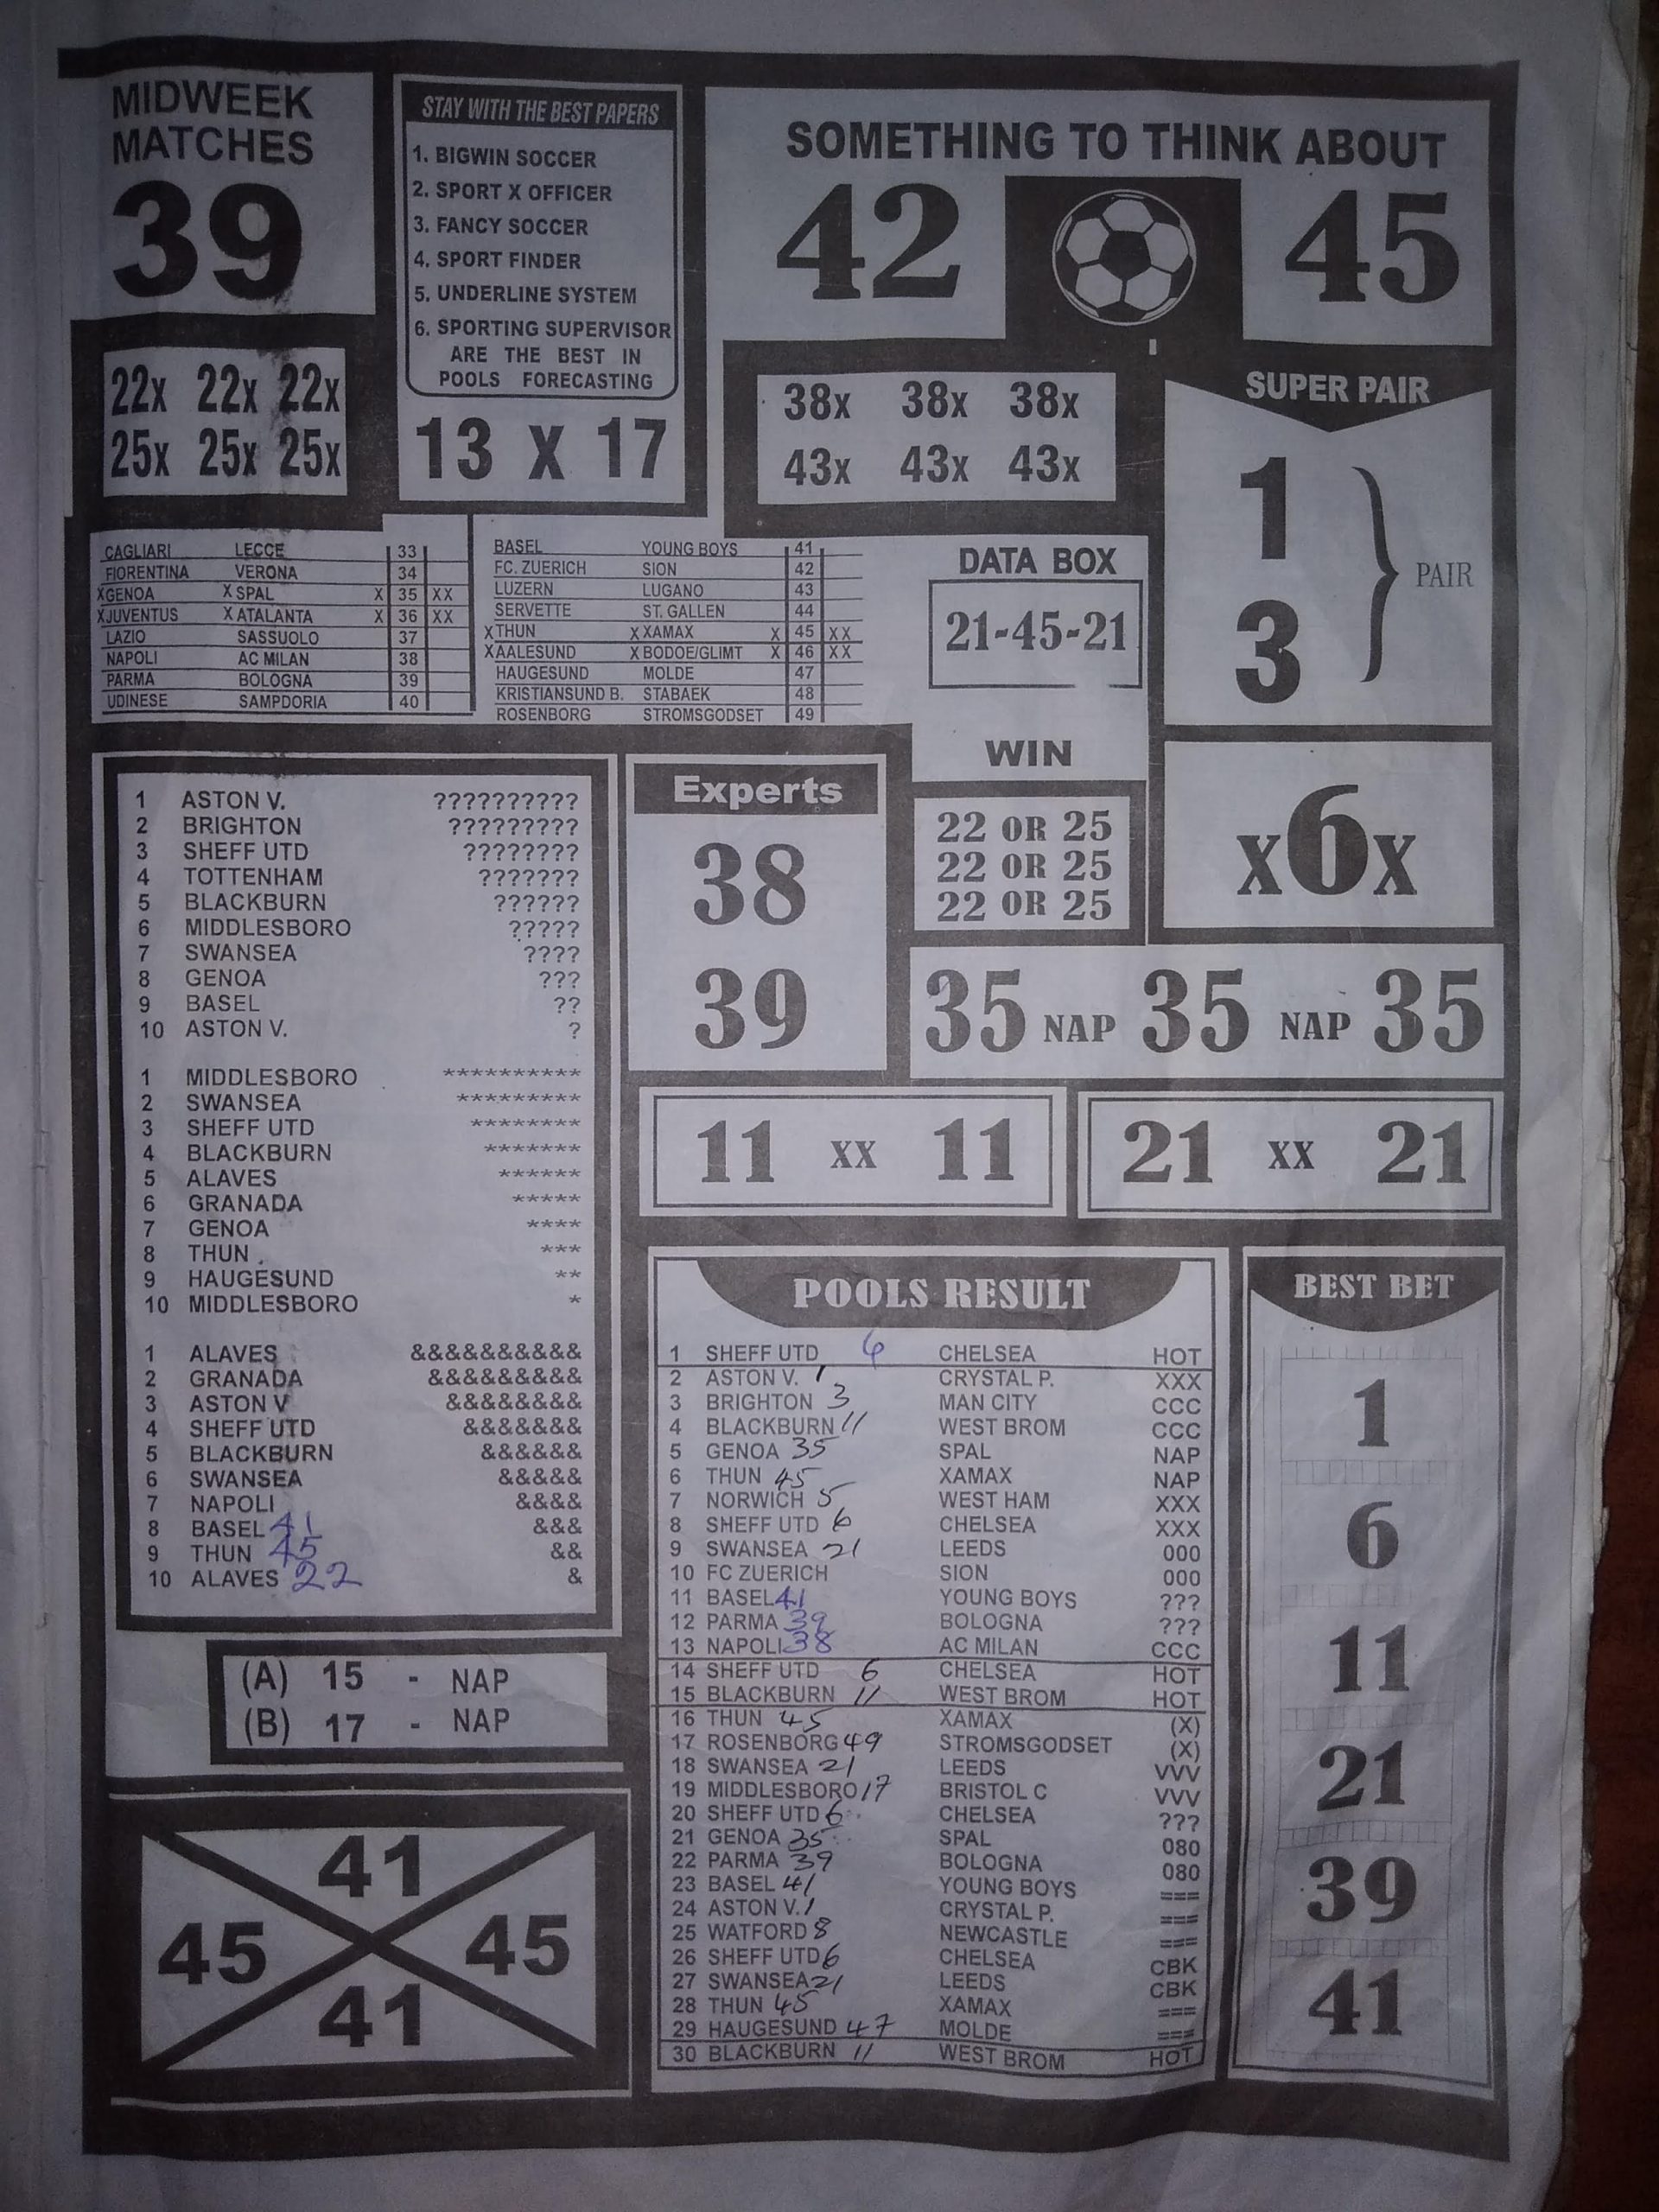 MIDWEEK
MATCHES
39
STAY WITH THE BEST PAPERS
1. BIGWIN SOCCER
2. SPORT X OFFICER
3. FANCY SOCCER
4. SPORT FINDER
5. UNDERLINE SYSTEM
6. SPORTING SUPERVISOR
ARE THE BEST IN
POOLS FORECASTING
SOMETHING TO THINK ABOUT
42 45
22x 22x 22x
25x 25x 25x
13 X 17
38x 38x 38x
43x 43x 43x
SUPER PAIR
1
3
PAIR
CAGLIARI LECCE 33
FIORENTINA VERONA 34
XGENOA X SPAL X 35 XX
XJUVENTUS X ATALANTA X 36 XX
LAZIO SASSUOLO 37
NAPOLI AC MILAN 38
PARMA BOLOGNA 39
UDINESE SAMPDORIA 40
BASEL YOUNG BOYS 41
FC. ZUERICH SION 42
LUZERN LUGANO 43
SERVETTE ST. GALLEN 44
XTHUN X XAMAX X 45 XX
XAALESUND X BODOE/GLIMT X 46 XX
HAUGESUND MOLDE 47
KRISTIANSUND B. STABAEK 48
ROSENBORG STROMSGODSET 49
DATA BOX
21-45-21
WIN
22 OR 25
22 OR 25
22 OR 25
X6X
1 ASTON V. ??????????
2 BRIGHTON ?????????
3 SHEFF UTD ????????
4 TOTTENHAM ???????
5 BLACKBURN ??????
6 MIDDLESBORO ?????
7 SWANSEA ????
8 GENOA ???
9 BASEL ??
10 ASTON V. ?
1 MIDDLESBORO **********
2 SWANSEA *********
3 SHEFF UTD ********
4 BLACKBURN *******
5 ALAVES ******
6 GRANADA *****
7 GENOA ****
8 THUN . ***
9 HAUGESUND **
10 MIDDLESBORO *
1 ALAVES &&&&&&&&&&
2 GRANADA &&&&&&&&&
3 ASTON V &&&&&&&&
4 SHEFF UTD &&&&&&&
5 BLACKBURN &&&&&&
6 SWANSEA &&&&&
7 NAPOLI &&&&
8 BASEL 41 &&&
9 THUN 45 &&
10 ALAVES 22 &
Experts
38
39
35 NAP 35 NAP 35
11 XX 11
21 XX 21
(A) 15 - NAP
(B) 17 - NAP
41
45 45
41
POOLS RESULT
1 SHEFF UTD 6 CHELSEA HOT
2 ASTON V. 1 CRYSTAL P. XXX
3 BRIGHTON 3 MAN CITY CCC
4 BLACKBURN 11 WEST BROM CCC
5 GENOA 35 SPAL NAP
6 THUN 45 XAMAX NAP
7 NORWICH 5 WEST HAM XXX
8 SHEFF UTD 6 CHELSEA XXX
9 SWANSEA 21 LEEDS 000
10 FC ZUERICH SION 000
11 BASEL 41 YOUNG BOYS ???
12 PARMA 39 BOLOGNA ???
13 NAPOLI 38 AC MILAN CCC
14 SHEFF UTD 6 CHELSEA HOT
15 BLACKBURN 11 WEST BROM HOT
16 THUN 45 XAMAX (X)
17 ROSENBORG 49 STROMSGODSET (X)
18 SWANSEA 21 LEEDS VVV
19 MIDDLESBORO 17 BRISTOL C VVV
20 SHEFF UTD 6 CHELSEA ???
21 GENOA 35 SPAL 080
22 PARMA 39 BOLOGNA 080
23 BASEL 41 YOUNG BOYS ===
24 ASTON V. 1 CRYSTAL P. ===
25 WATFORD 8 NEWCASTLE ===
26 SHEFF UTD 6 CHELSEA CBK
27 SWANSEA 21 LEEDS CBK
28 THUN 45 XAMAX ===
29 HAUGESUND 47 MOLDE ===
30 BLACKBURN 11 WEST BROM HOT
BEST BET
1
6
11
21
39
41